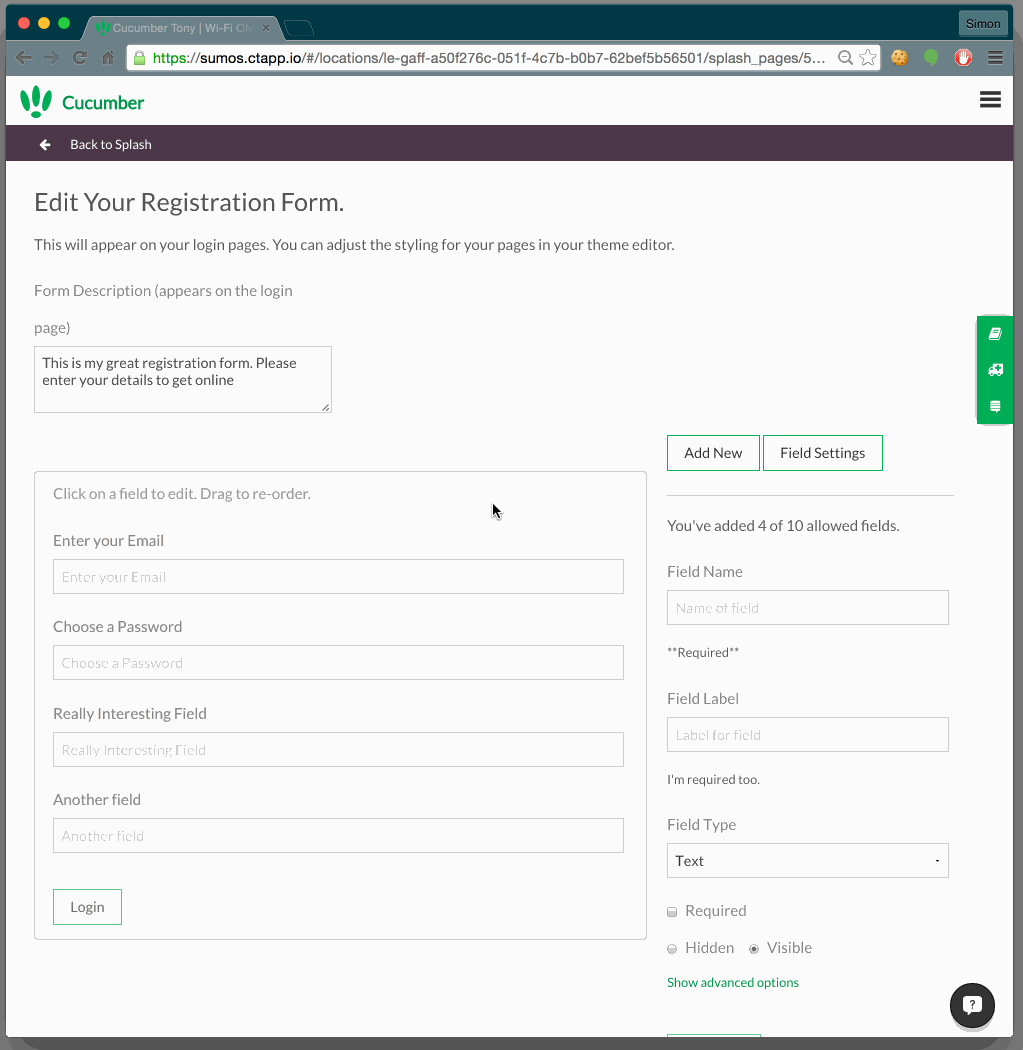 Cucumber Tony | Wi-Fi OM
Simon
https://sumos.ctapp.io/#/locations/le-gaff-a50f276c-051f-4c7b-b0b7-62bef5b56501/splash_pages/5...
Cucumber
Back to Splash
Edit Your Registration Form.
This will appear on your login pages. You can adjust the styling for your pages in your theme editor.
Form Description (appears on the login
page)
This is my great registration form. Please
enter your details to get online
Add New
Field Settings
Click on a field to edit. Drag to re-order.
Enter your Email
Enter your Email
Choose a Password
Choose a Password
Really Interesting Field
Really Interesting Field
Another field
Another field
Login
You've added 4 of 10 allowed fields.
Field Name
Name of field
**Required**
Field Label
Label for field
I'm required too.
Field Type
Text
Required
Hidden
Visible
Show advanced options
?